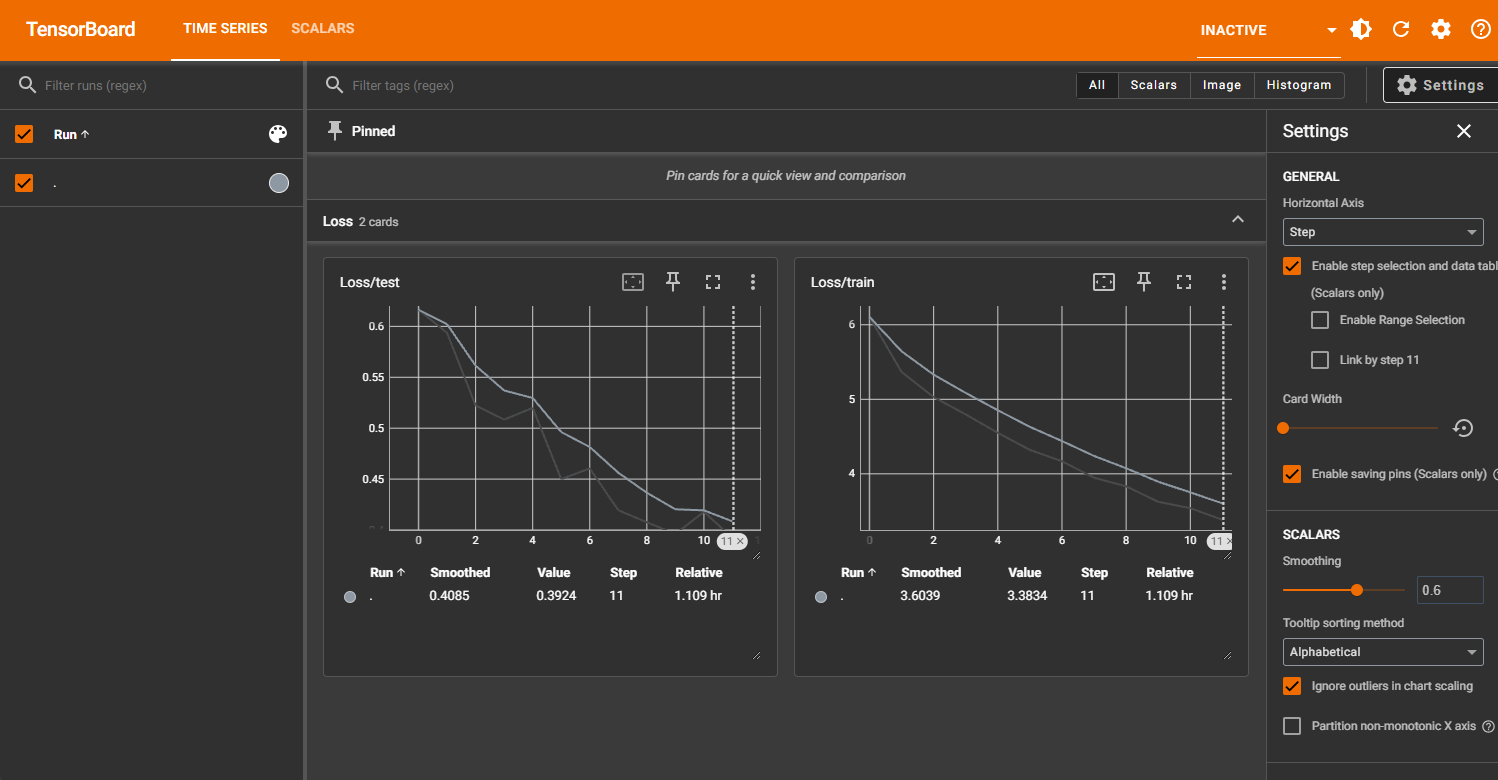 TensorBoard
TIME SERIES
SCALARS
INACTIVE
Filter runs (regex)
Run
.
Filter tags (regex)
All
Scalars
Image
Histogram
Settings
Pinned
Pin cards for a quick view and comparison
Loss 2 cards
Loss/test
0.6
0.55
0.5
0.45
0.4
0 2 4 6 8 10 11 ×
Run Smoothed Value Step Relative
. 0.4085 0.3924 11 1.109 hr
Loss/train
6
5
4
0 2 4 6 8 10 11 ×
Run Smoothed Value Step Relative
. 3.6039 3.3834 11 1.109 hr
Settings
GENERAL
Horizontal Axis
Step
Enable step selection and data tabl
(Scalars only)
Enable Range Selection
Link by step 11
Card Width
Enable saving pins (Scalars only)
SCALARS
Smoothing
0.6
Tooltip sorting method
Alphabetical
Ignore outliers in chart scaling
Partition non-monotonic X axis